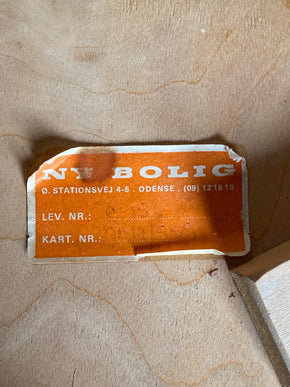 NY BOLIG
Ø. STATIONSVEJ 4-6 . ODENSE . (09) 12 16 15
LEV. NR.:
KART. NR.: